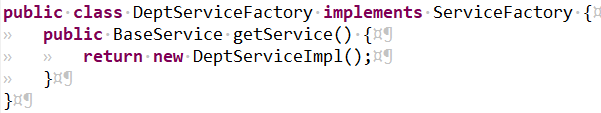 public class DeptServiceFactory implements ServiceFactory {
    public BaseService getService() {
        return new DeptServiceImpl();
    }
}